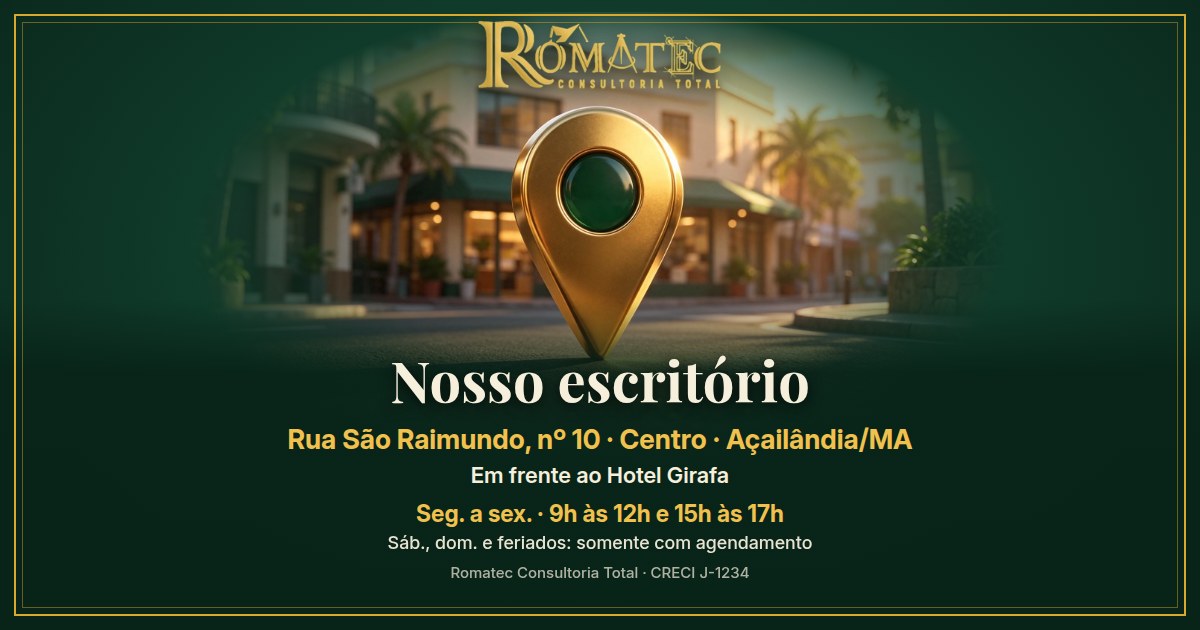 ROMATEC
CONSULTORIA TOTAL
Nosso escritório
Rua São Raimundo, nº 10 · Centro · Açailândia/MA
Em frente ao Hotel Girafa
Seg. a sex. · 9h às 12h e 15h às 17h
Sáb., dom. e feriados: somente com agendamento
Romatec Consultoria Total · CRECI J-1234